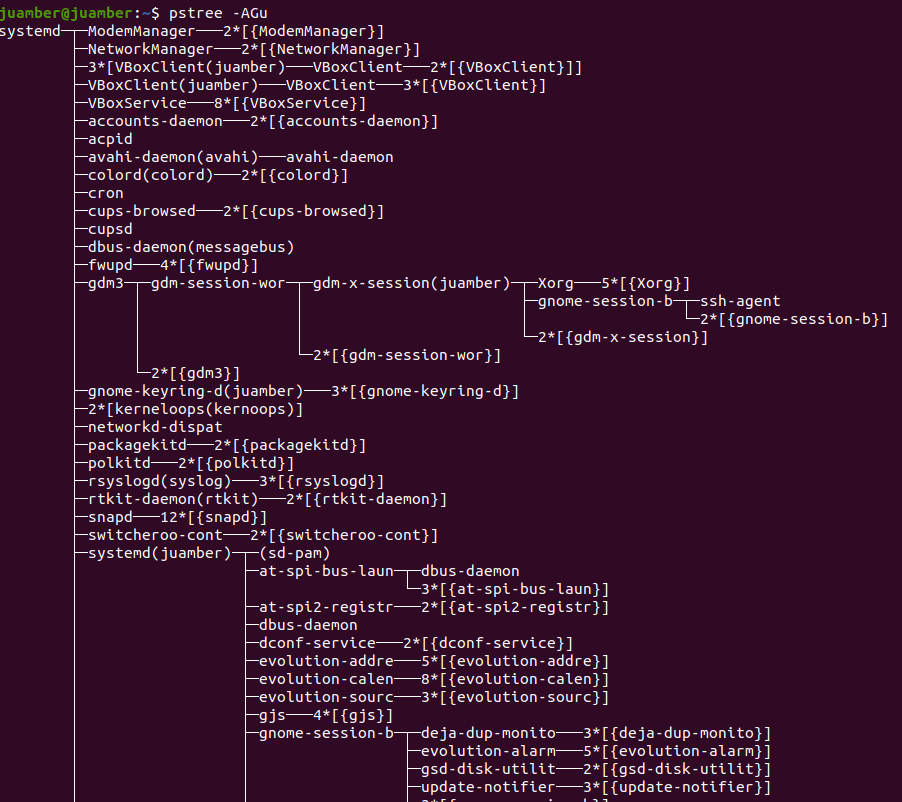 juamber@juamber:~$ pstree -AGu
systemd─┬─ModemManager───2*[{ModemManager}]
        ├─NetworkManager───2*[{NetworkManager}]
        ├─3*[VBoxClient(juamber)───VBoxClient───2*[{VBoxClient}]]
        ├─VBoxClient(juamber)───VBoxClient───3*[{VBoxClient}]
        ├─VBoxService───8*[{VBoxService}]
        ├─accounts-daemon───2*[{accounts-daemon}]
        ├─acpid
        ├─avahi-daemon(avahi)───avahi-daemon
        ├─colord(colord)───2*[{colord}]
        ├─cron
        ├─cups-browsed───2*[{cups-browsed}]
        ├─cupsd
        ├─dbus-daemon(messagebus)
        ├─fwupd───4*[{fwupd}]
        ├─gdm3─┬─gdm-session-wor─┬─gdm-x-session(juamber)─┬─Xorg───5*[{Xorg}]
        │      │                 │                        ├─gnome-session-b─┬─ssh-agent
        │      │                 │                        │                 └─2*[{gnome-session-b}]
        │      │                 │                        └─2*[{gdm-x-session}]
        │      │                 └─2*[{gdm-session-wor}]
        │      └─2*[{gdm3}]
        ├─gnome-keyring-d(juamber)───3*[{gnome-keyring-d}]
        ├─2*[kerneloops(kernoops)]
        ├─networkd-dispat
        ├─packagekitd───2*[{packagekitd}]
        ├─polkitd───2*[{polkitd}]
        ├─rsyslogd(syslog)───3*[{rsyslogd}]
        ├─rtkit-daemon(rtkit)───2*[{rtkit-daemon}]
        ├─snapd───12*[{snapd}]
        ├─switcheroo-cont───2*[{switcheroo-cont}]
        ├─systemd(juamber)─┬─(sd-pam)
        │                  ├─at-spi-bus-laun─┬─dbus-daemon
        │                  │                 └─3*[{at-spi-bus-laun}]
        │                  ├─at-spi2-registr───2*[{at-spi2-registr}]
        │                  ├─dbus-daemon
        │                  ├─dconf-service───2*[{dconf-service}]
        │                  ├─evolution-addre───5*[{evolution-addre}]
        │                  ├─evolution-calen───8*[{evolution-calen}]
        │                  ├─evolution-sourc───3*[{evolution-sourc}]
        │                  ├─gjs───4*[{gjs}]
        │                  ├─gnome-session-b─┬─deja-dup-monito───3*[{deja-dup-monito}]
        │                  │                 ├─evolution-alarm───5*[{evolution-alarm}]
        │                  │                 ├─gsd-disk-utilit───2*[{gsd-disk-utilit}]
        │                  │                 ├─update-notifier───3*[{update-notifier}]